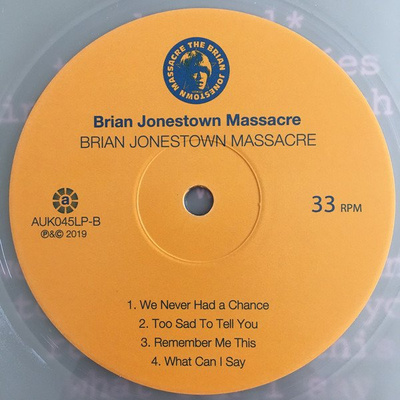 MASSACRE THE BRIAN JONESTOWN
Brian Jonestown Massacre
BRIAN JONESTOWN MASSACRE
a
AUK045LP-B
℗&© 2019
33 RPM
1. We Never Had a Chance
2. Too Sad To Tell You
3. Remember Me This
4. What Can I Say